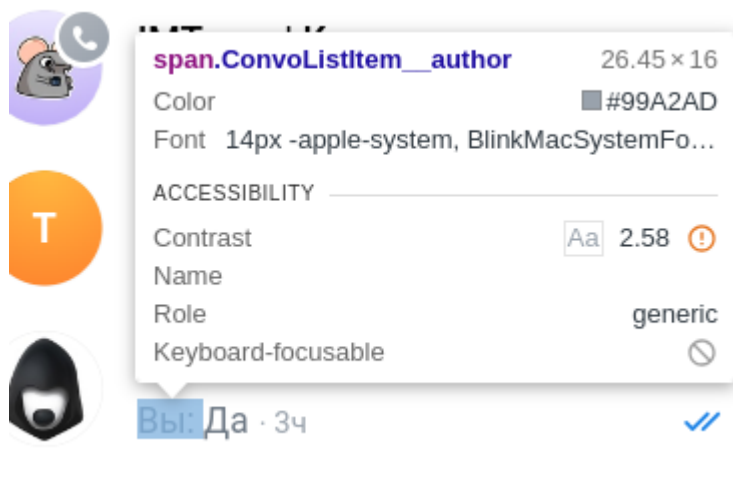 span.ConvoListItem__author 26.45×16
Color #99A2AD
Font 14px -apple-system, BlinkMacSystemFo…
ACCESSIBILITY
Contrast Aa 2.58
Name
Role generic
Keyboard-focusable
T
Вы: Да · 3ч